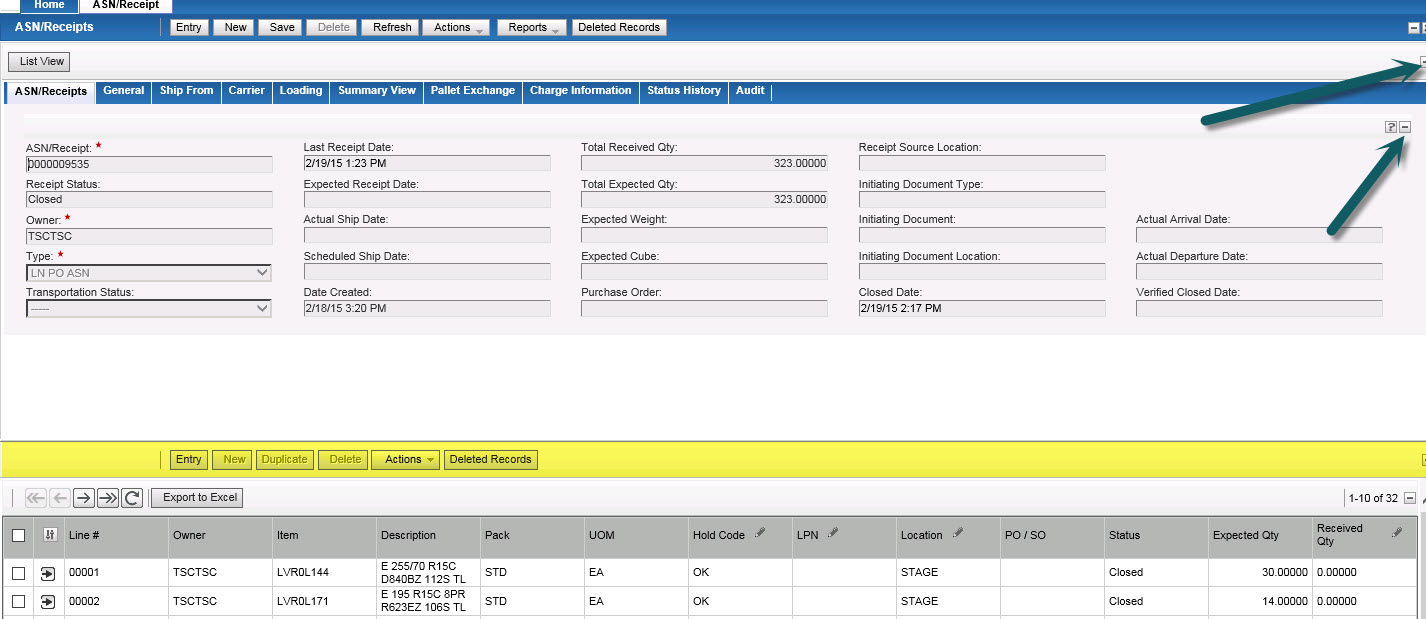 Home ASN/Receipt
ASN/Receipts Entry New Save Delete Refresh Actions Reports Deleted Records
List View
ASN/Receipts General Ship From Carrier Loading Summary View Pallet Exchange Charge Information Status History Audit
?
ASN/Receipt: * Last Receipt Date: Total Received Qty: Receipt Source Location:
0000009535 2/19/15 1:23 PM 323.00000
Receipt Status: Expected Receipt Date: Total Expected Qty: Initiating Document Type:
Closed 323.00000
Owner: * Actual Ship Date: Expected Weight: Initiating Document: Actual Arrival Date:
TSCTSC
Type: * Scheduled Ship Date: Expected Cube: Initiating Document Location: Actual Departure Date:
LN PO ASN
Transportation Status: Date Created: Purchase Order: Closed Date: Verified Closed Date:
----- 2/18/15 3:20 PM 2/19/15 2:17 PM
Entry New Duplicate Delete Actions Deleted Records
Export to Excel 1-10 of 32
Line # Owner Item Description Pack UOM Hold Code LPN Location PO / SO Status Expected Qty Received
Qty
00001 TSCTSC LVR0L144 E 255/70 R15C STD EA OK STAGE Closed 30.00000 0.00000
D840BZ 112S TL
00002 TSCTSC LVR0L171 E 195 R15C 8PR STD EA OK STAGE Closed 14.00000 0.00000
R623EZ 106S TL